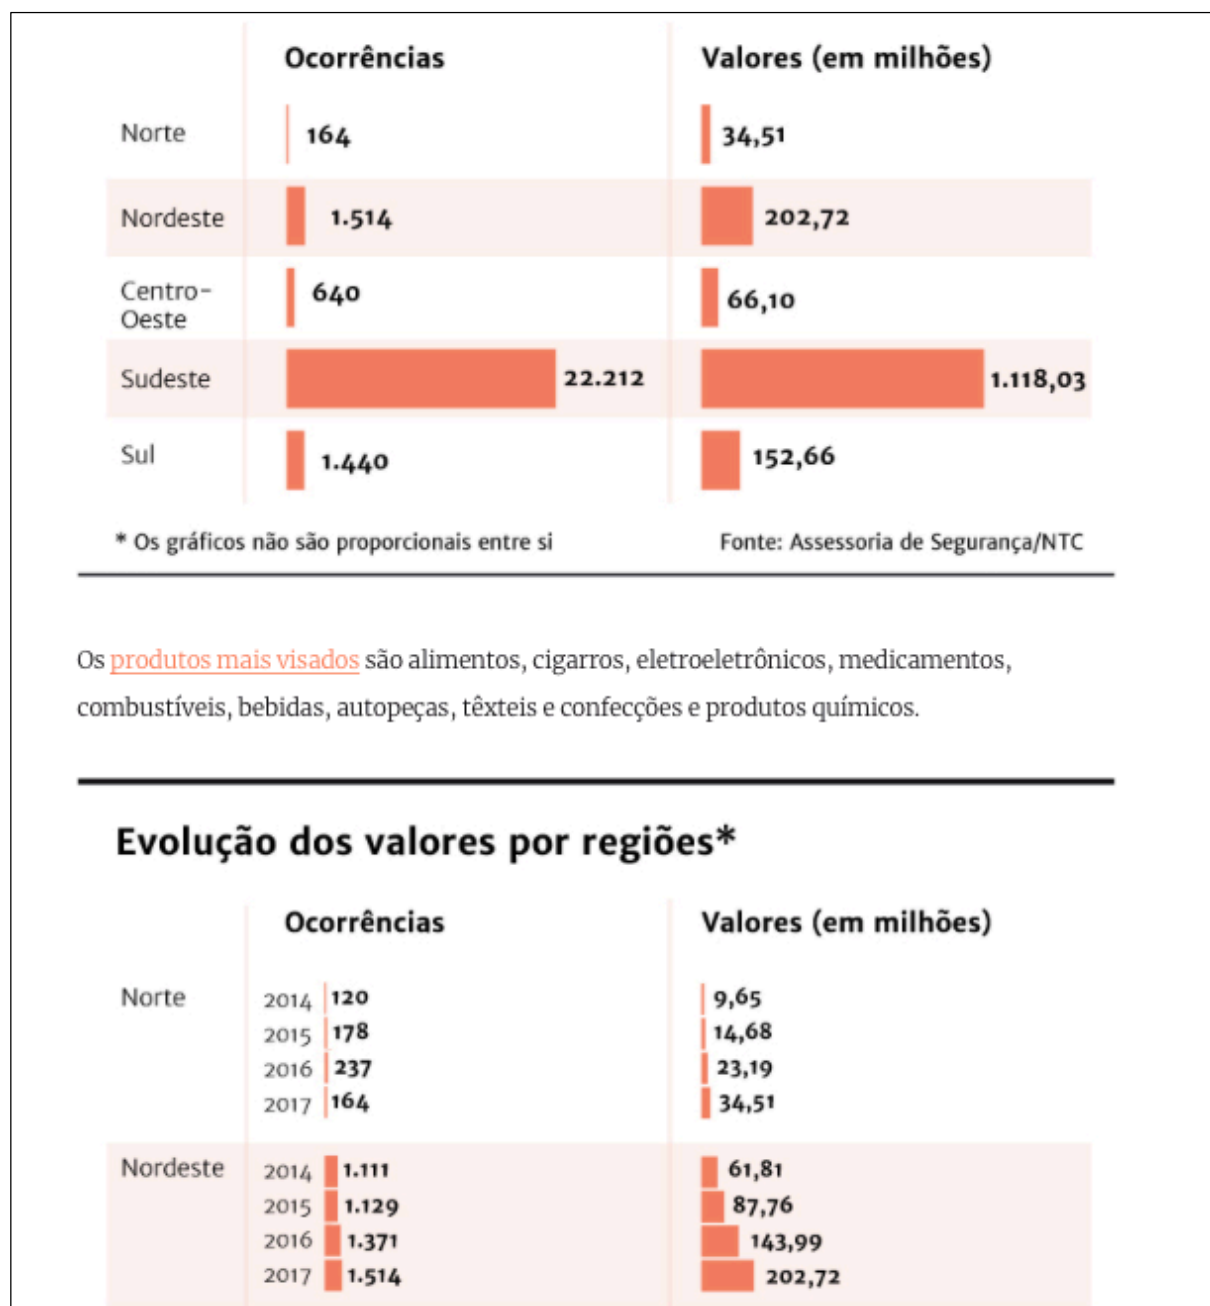 Ocorrências Valores (em milhões)
Norte 164 34,51
Nordeste 1.514 202,72
Centro-
Oeste 640 66,10
Sudeste 22.212 1.118,03
Sul 1.440 152,66
* Os gráficos não são proporcionais entre si Fonte: Assessoria de Segurança/NTC
Os produtos mais visados são alimentos, cigarros, eletroeletrônicos, medicamentos,
combustíveis, bebidas, autopeças, têxteis e confecções e produtos químicos.
Evolução dos valores por regiões*
Ocorrências Valores (em milhões)
Norte 2014 120 9,65
2015 178 14,68
2016 237 23,19
2017 164 34,51
Nordeste 2014 1.111 61,81
2015 1.129 87,76
2016 1.371 143,99
2017 1.514 202,72